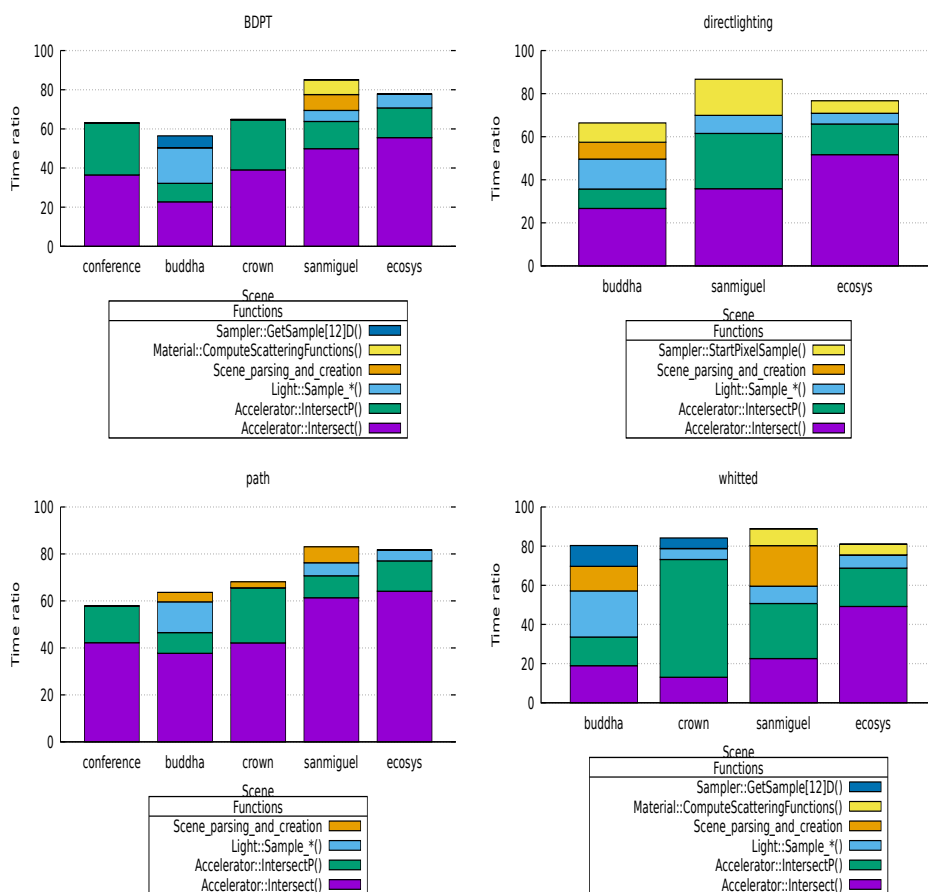 BDPT
100
80
60
40
20
0
Time ratio
conference buddha crown sanmiguel ecosys
Scene
Functions
Sampler::GetSample[12]D()
Material::ComputeScatteringFunctions()
Scene_parsing_and_creation
Light::Sample_*()
Accelerator::IntersectP()
Accelerator::Intersect()
directlighting
100
80
60
40
20
0
Time ratio
buddha sanmiguel ecosys
Scene
Functions
Sampler::StartPixelSample()
Scene_parsing_and_creation
Light::Sample_*()
Accelerator::IntersectP()
Accelerator::Intersect()
path
100
80
60
40
20
0
Time ratio
conference buddha crown sanmiguel ecosys
Scene
Functions
Scene_parsing_and_creation
Light::Sample_*()
Accelerator::IntersectP()
Accelerator::Intersect()
whitted
100
80
60
40
20
0
Time ratio
buddha crown sanmiguel ecosys
Scene
Functions
Sampler::GetSample[12]D()
Material::ComputeScatteringFunctions()
Scene_parsing_and_creation
Light::Sample_*()
Accelerator::IntersectP()
Accelerator::Intersect()